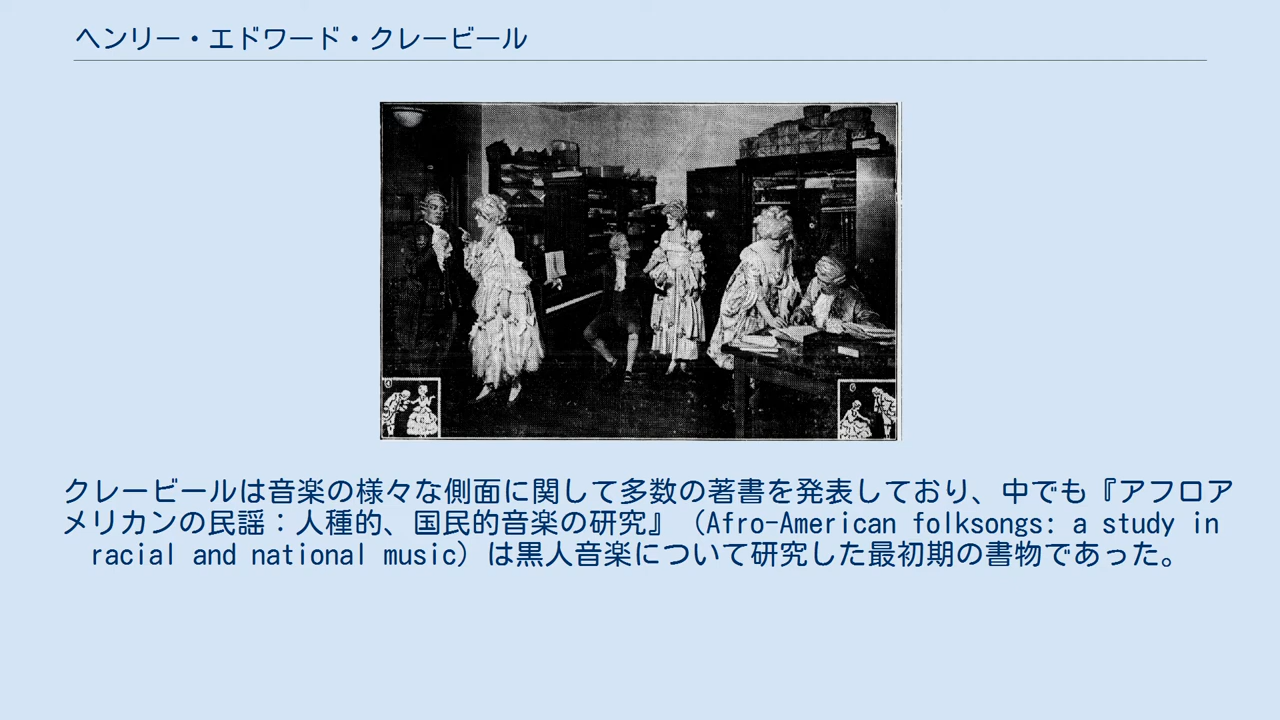 ヘンリー・エドワード・クレービール
クレービールは音楽の様々な側面に関して多数の著書を発表しており、中でも『アフロア
メリカンの民謡：人種的、国民的音楽の研究』（Afro-American folksongs: a study in
racial and national music）は黒人音楽について研究した最初期の書物であった。